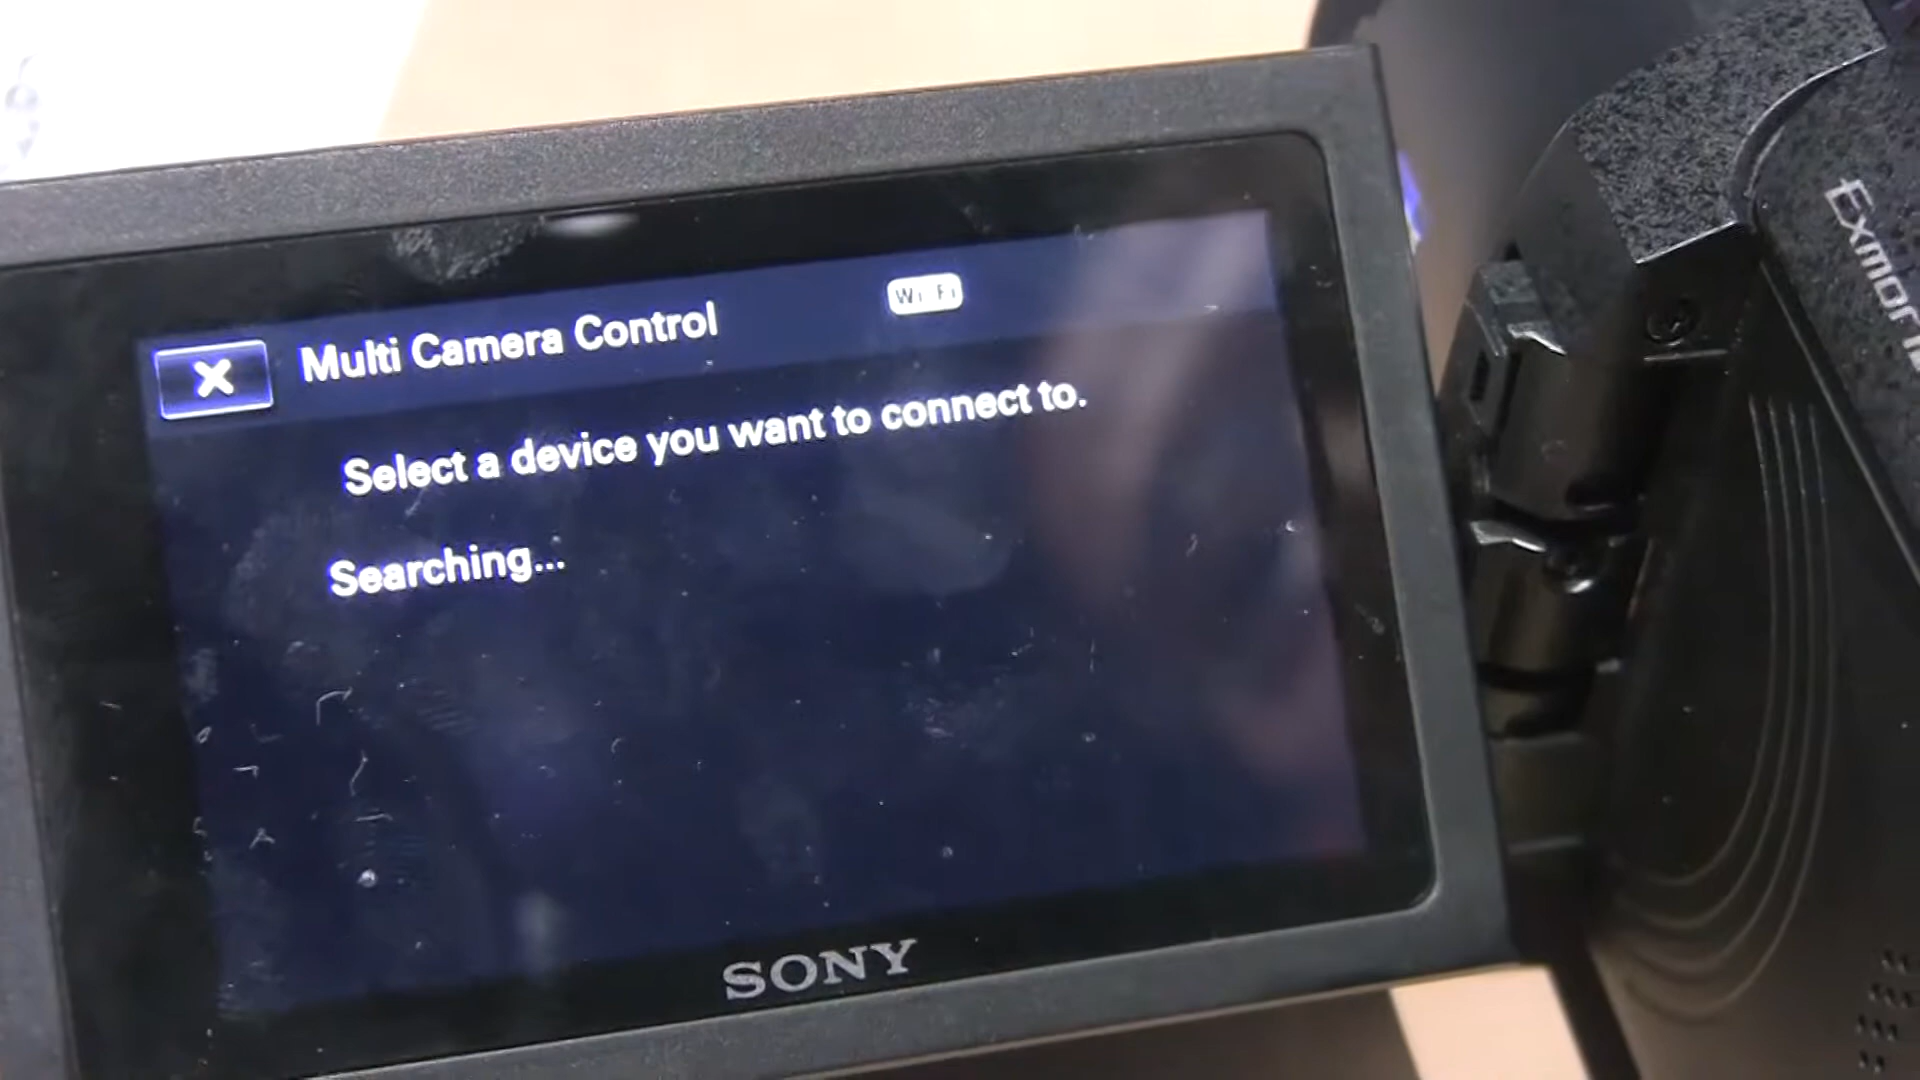 Multi Camera Control
Wi Fi
Select a device you want to connect to.
Searching...
SONY
Exmor